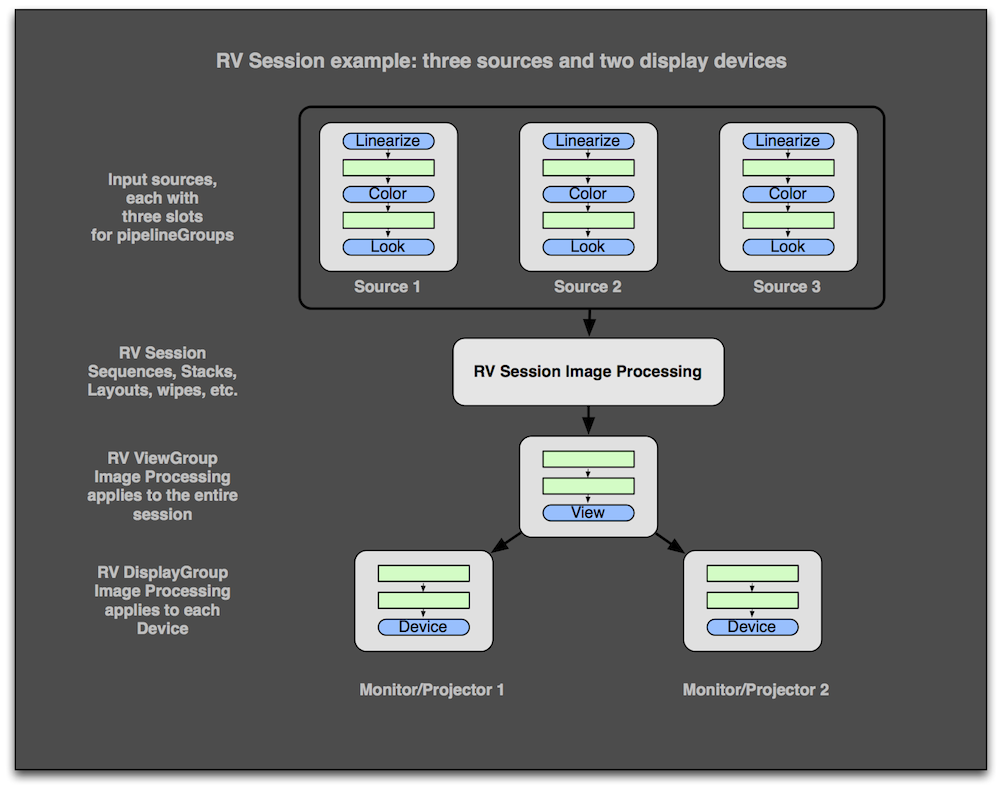 RV Session example: three sources and two display devices
Input sources,
each with
three slots
for pipelineGroups
Linearize
Color
Look
Source 1
Linearize
Color
Look
Source 2
Linearize
Color
Look
Source 3
RV Session
Sequences, Stacks,
Layouts, wipes, etc.
RV Session Image Processing
RV ViewGroup
Image Processing
applies to the entire
session
View
RV DisplayGroup
Image Processing
applies to each
Device
Device
Monitor/Projector 1
Device
Monitor/Projector 2